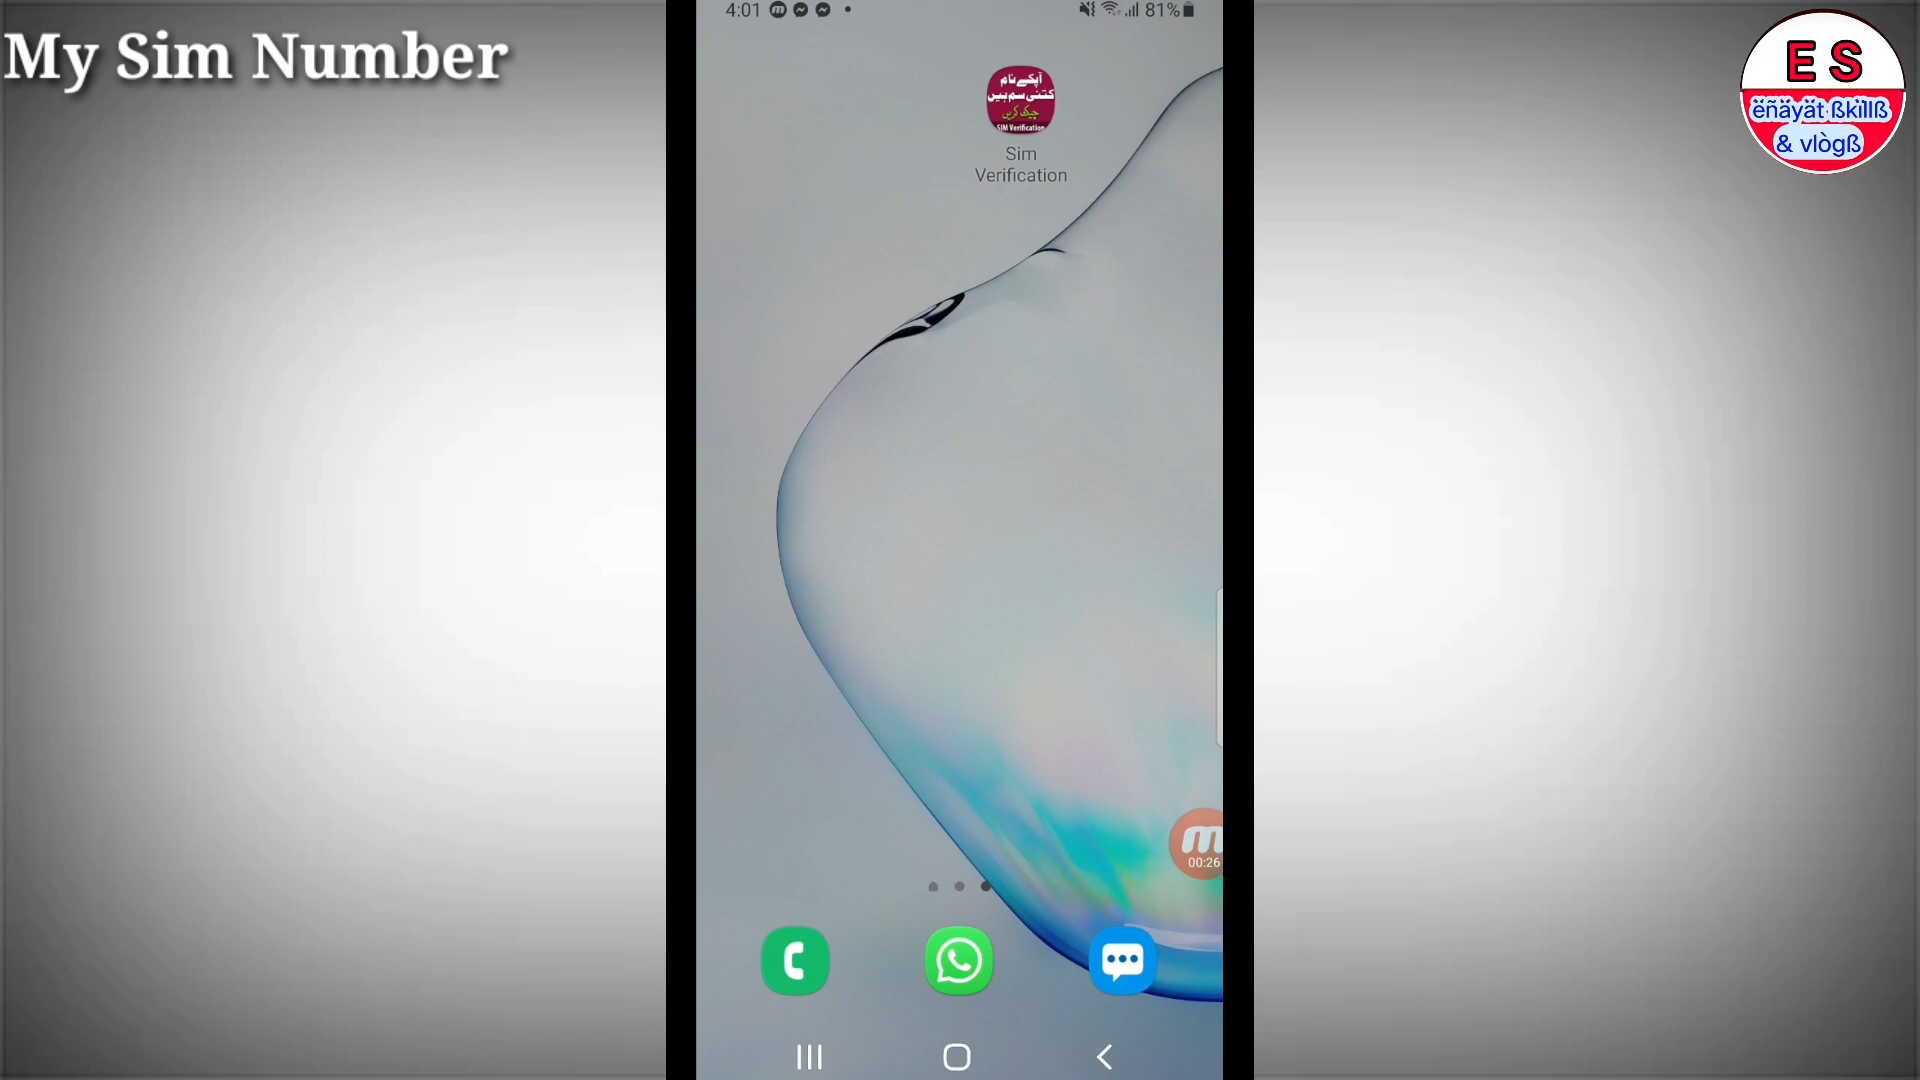 My Sim Number
4:01
81%
آپکے نام
کتنی سم ہیں
چیک کریں
SIM Verification
Sim
Verification
00:26
E S
ëñäyät ßkillß
& vlògß